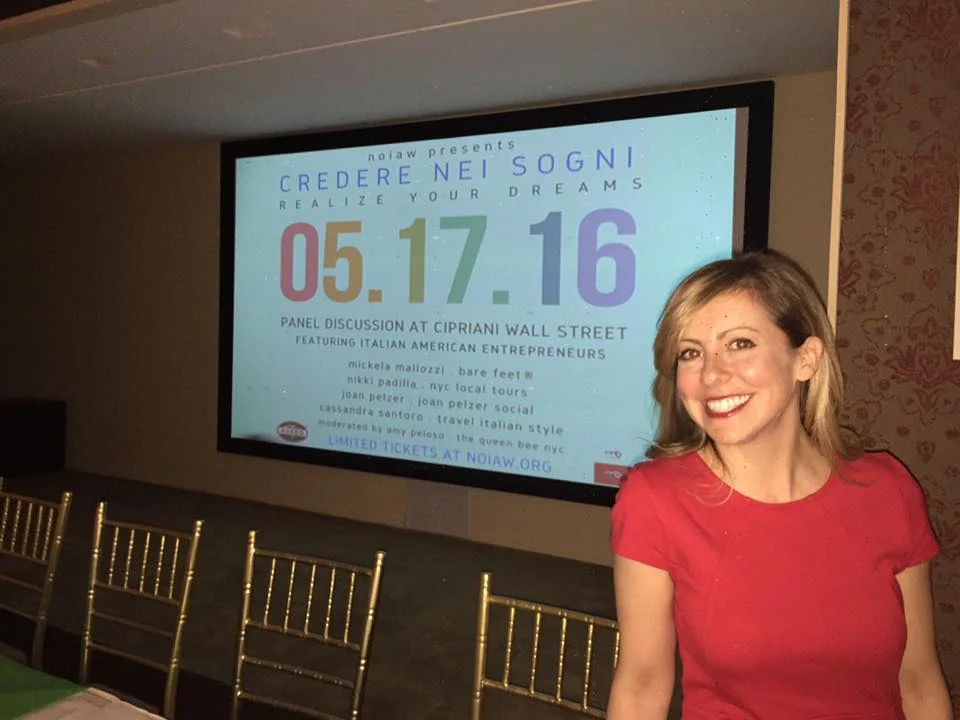 noiaw presents
CREDERE NEI SOGNI
REALIZE YOUR DREAMS
05.17.16
PANEL DISCUSSION AT CIPRIANI WALL STREET
FEATURING ITALIAN AMERICAN ENTREPRENEURS
mickela mallozzi . bare feet®
nikki padilla . nyc local tours
joan pelzer . joan pelzer social
cassandra santoro . travel italian style
moderated by amy peloso . the queen bee nyc
LIMITED TICKETS AT NOIAW.ORG